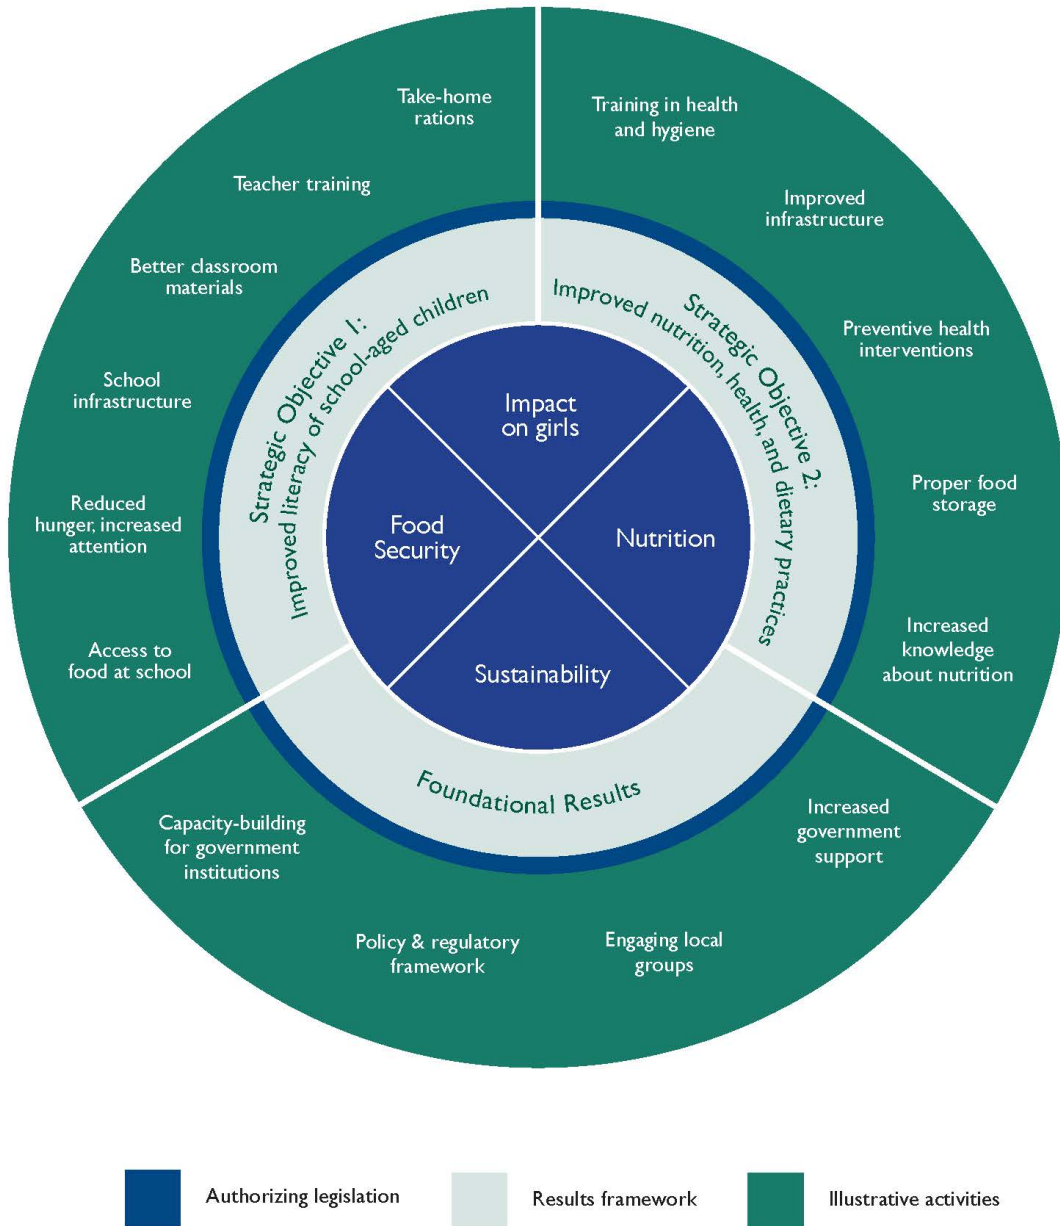 Take-home
rations
Teacher training
Better classroom
materials
School
infrastructure
Reduced
hunger, increased
attention
Access to
food at school
Training in health
and hygiene
Improved
infrastructure
Preventive health
interventions
Proper food
storage
Increased
knowledge
about nutrition
Capacity-building
for government
institutions
Policy & regulatory
framework
Engaging local
groups
Increased
government
support
Strategic Objective 1:
Improved literacy of school-aged children
Strategic Objective 2:
Improved nutrition, health, and dietary practices
Foundational Results
Impact
on girls
Food
Security
Nutrition
Sustainability
Authorizing legislation
Results framework
Illustrative activities